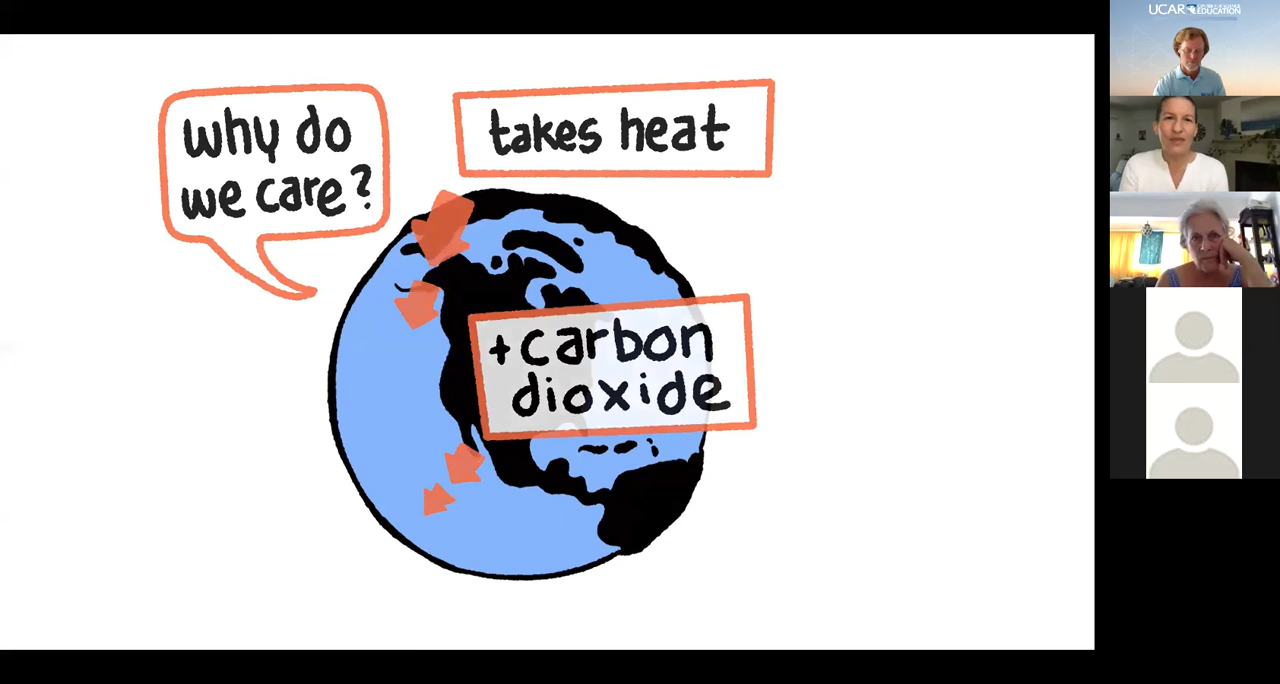 why do
we care?
takes heat
+carbon
dioxide
UCAR
EDUCATION